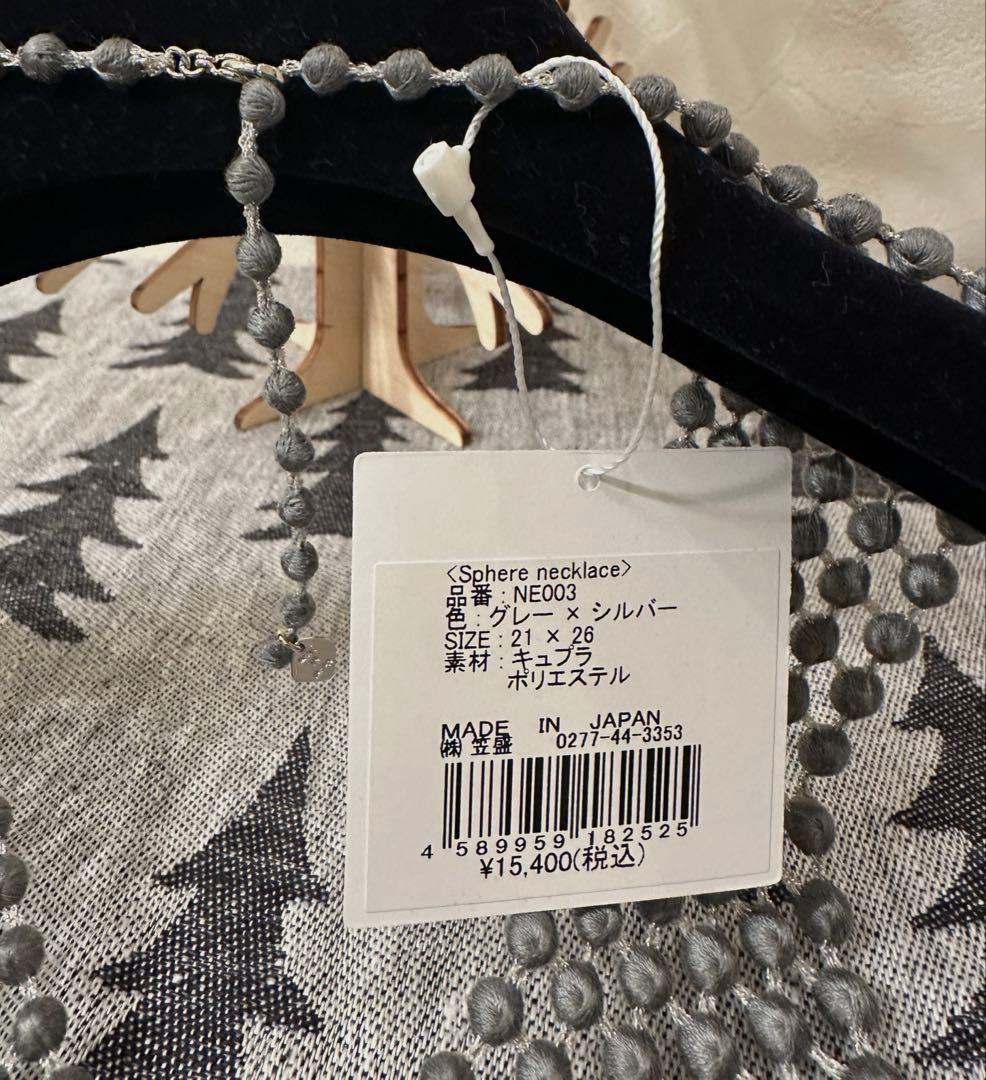 <Sphere necklace>
品番 : NE003
色 : グレー × シルバー
SIZE : 21 × 26
素材 : キュプラ
ポリエステル
MADE IN JAPAN
㈱ 笠盛 0277-44-3353
4 589959 182525
¥15,400(税込)